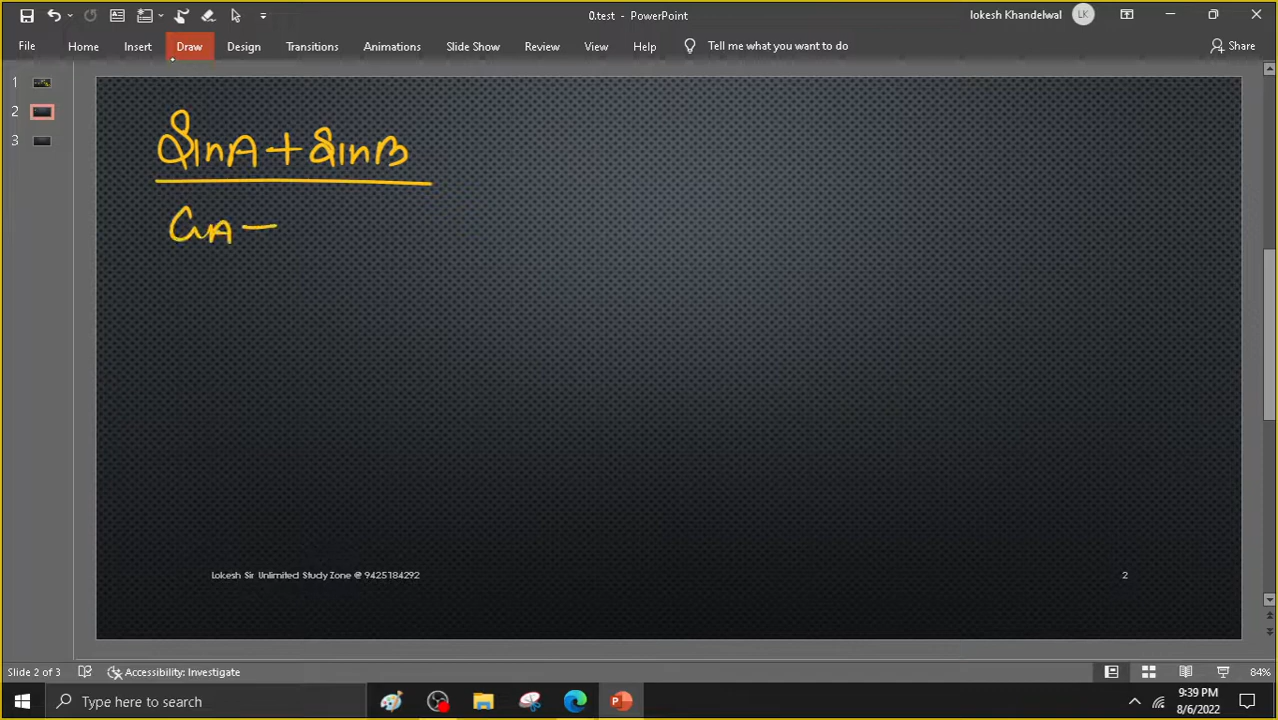 0.test - PowerPoint
lokesh Khandelwal LK
File Home Insert Draw Design Transitions Animations Slide Show Review View Help Tell me what you want to do Share
1
2
3
SinA + SinB
CosA −
Lokesh Sir Unlimited Study Zone @ 9425184292 2
Slide 2 of 3 Accessibility: Investigate 84%
Type here to search
9:39 PM
8/6/2022